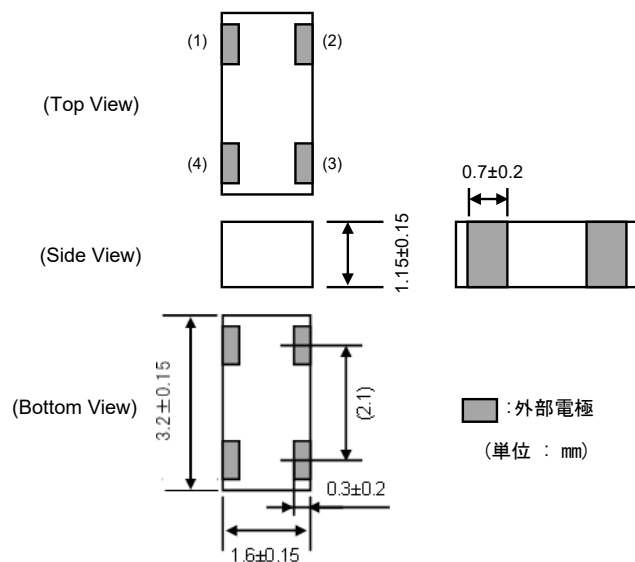 (1)
(2)
(Top View)
(4)
(3)
0.7±0.2
(Side View)
1.15±0.15
(Bottom View)
3.2±0.15
(2.1)
:外部電極
(単位 : ㎜)
0.3±0.2
1.6±0.15